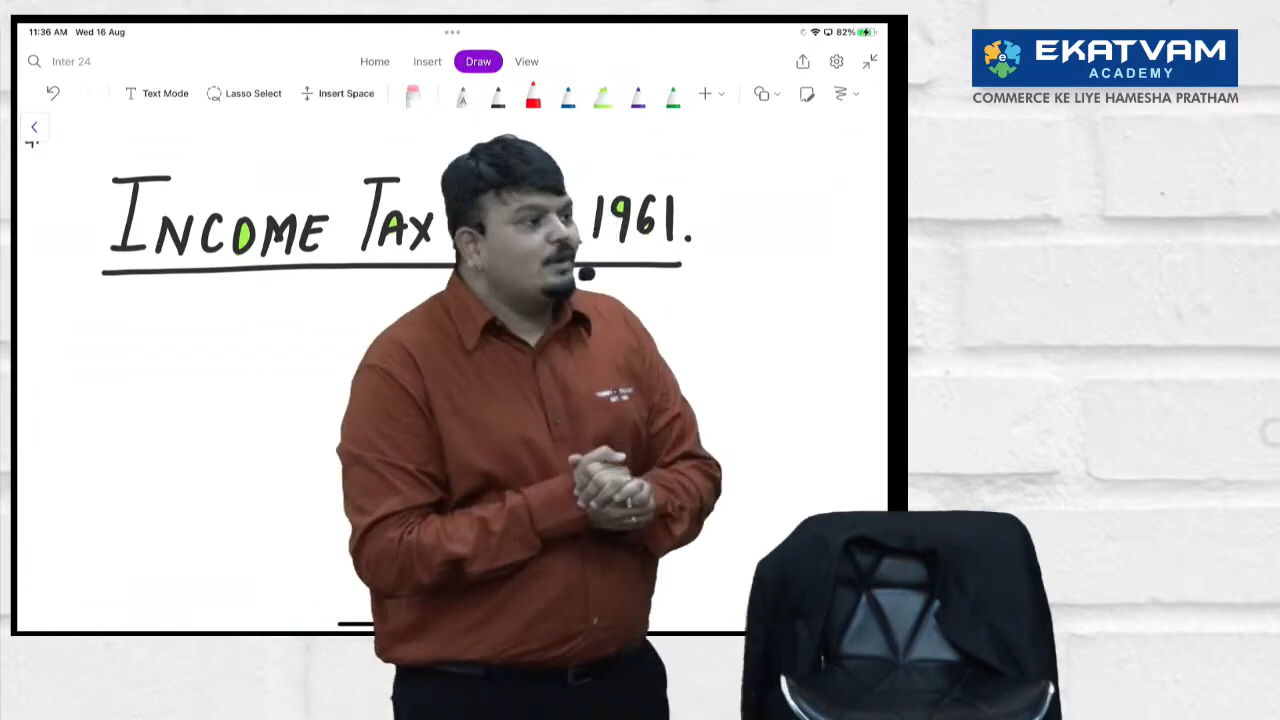 11:36 AM Wed 16 Aug
82%
Inter 24
Home Insert Draw View
Text Mode Lasso Select Insert Space
INCOME TAX 1961.
EKATVAM
ACADEMY
COMMERCE KE LIYE HAMESHA PRATHAM